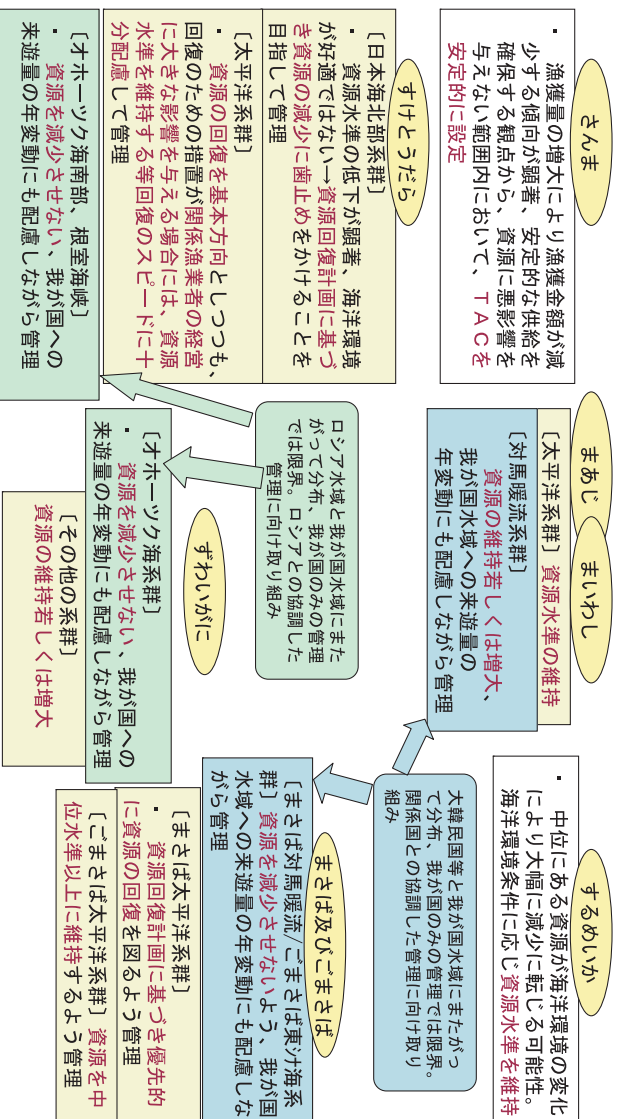 さんま
・ 漁獲量の増大により漁獲金額が減
少する傾向が顕著、安定的な供給を
確保する観点から、資源に悪影響を
与えない範囲内において、ＴＡＣを
安定的に設定
すけとうだら
〔日本海北部系群〕
・ 資源水準の低下が顕著、海洋環境
が好適ではない→資源回復計画に基づ
き資源の減少に歯止めをかけることを
目指して管理
〔太平洋系群〕
・ 資源の回復を基本方向としつつも、
回復のための措置が関係漁業者の経営
に大きな影響を与える場合には、資源
水準を維持する等回復のスピードに十
分配慮して管理
〔オホーツク海南部、根室海峡〕
・ 資源を減少させない、我が国への
来遊量の年変動にも配慮しながら管理
まあじ
まいわし
〔太平洋系群〕資源水準の維持
〔対馬暖流系群〕
資源の維持若しくは増大、
我が国水域への来遊量の
年変動にも配慮しながら管理
ロシア水域と我が国水域にまた
がって分布、我が国のみの管理
では限界。ロシアとの協調した
管理に向け取り組み
ずわいがに
〔オホーツク海系群〕
・ 資源を減少させない、我が国への
来遊量の年変動にも配慮しながら管理
〔その他の系群〕
資源の維持若しくは増大
するめいか
・ 中位にある資源が海洋環境の変化
により大幅に減少に転じる可能性。
海洋環境条件に応じ資源水準を維持
大韓民国等と我が国水域にまたがっ
て分布、我が国のみの管理では限界。
関係国との協調した管理に向け取り
組み
まさば及びごまさば
〔まさば対馬暖流/ごまさば東シナ海系
群〕資源を減少させないよう、我が国
水域への来遊量の年変動にも配慮しな
がら管理
〔まさば太平洋系群〕
・ 資源回復計画に基づき優先的
に資源の回復を図るよう管理
〔ごまさば太平洋系群〕資源を中
位水準以上に維持するよう管理